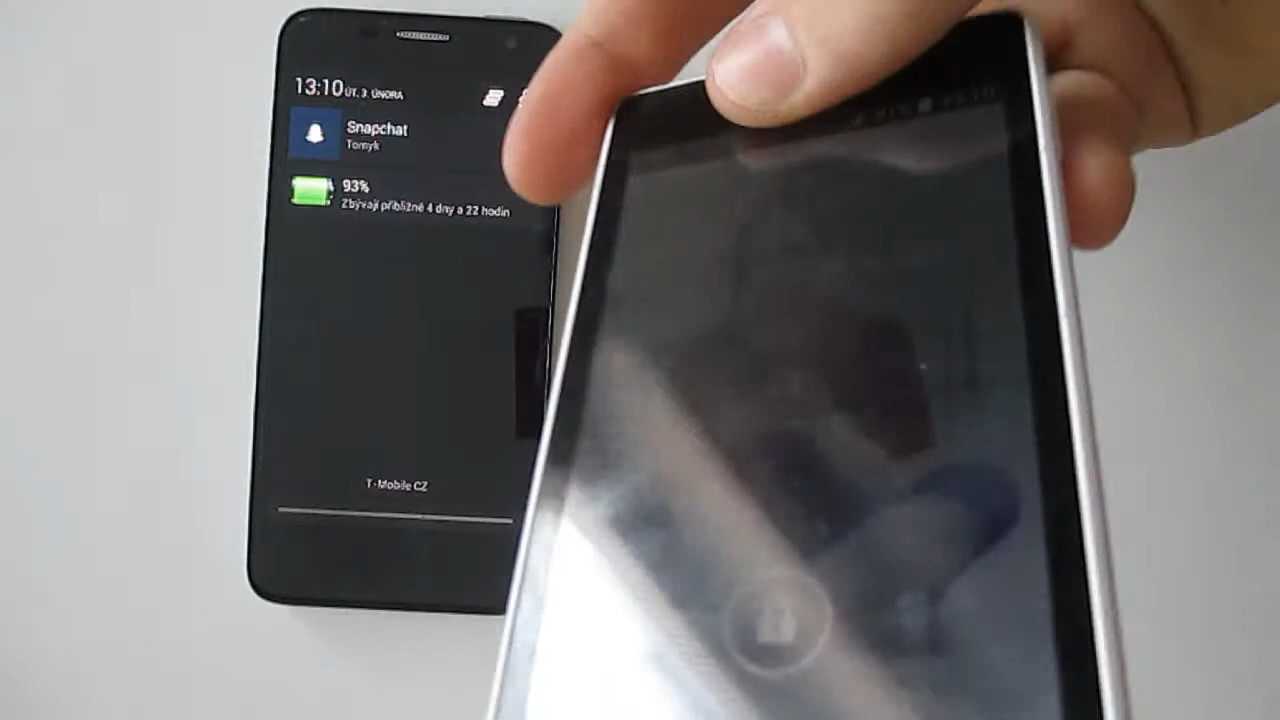 13:10 ÚT. 3. ÚNORA
Snapchat
Tomyk
93%
Zbývají přibližně 4 dny a 22 hodin
T-Mobile CZ